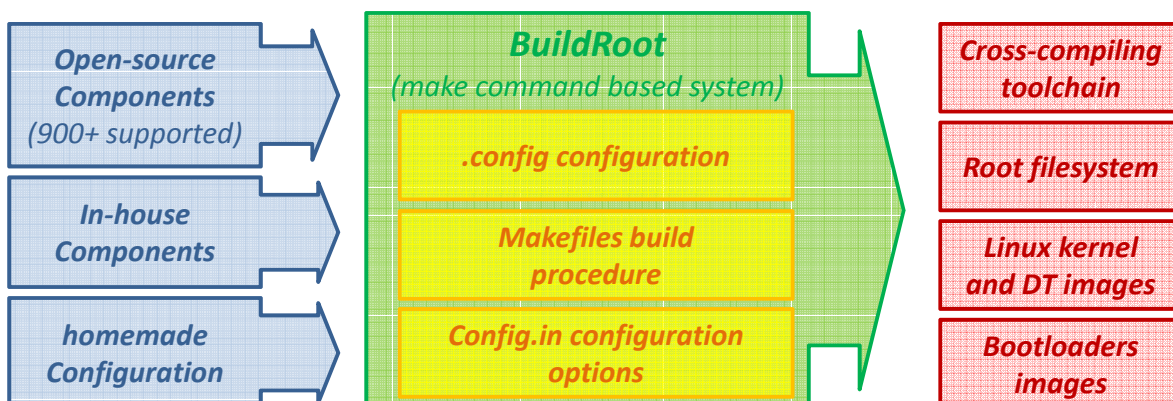 Open-source
Components
(900+ supported)
In-house
Components
homemade
Configuration
BuildRoot
(make command based system)
.config configuration
Makefiles build
procedure
Config.in configuration
options
Cross-compiling
toolchain
Root filesystem
Linux kernel
and DT images
Bootloaders
images